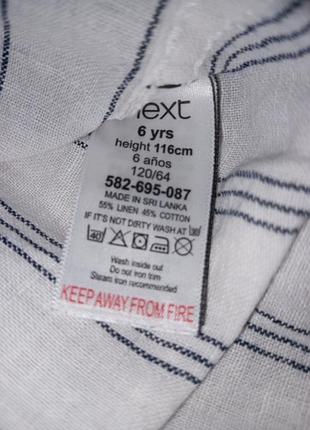 next
6 yrs
height 116cm
6 años
120/64
582-695-087
MADE IN SRI LANKA
55% LINEN 45% COTTON
IF IT'S NOT DIRTY WASH AT 30
40
Wash inside out
Do not iron trim
Steam iron recommended
KEEP AWAY FROM FIRE